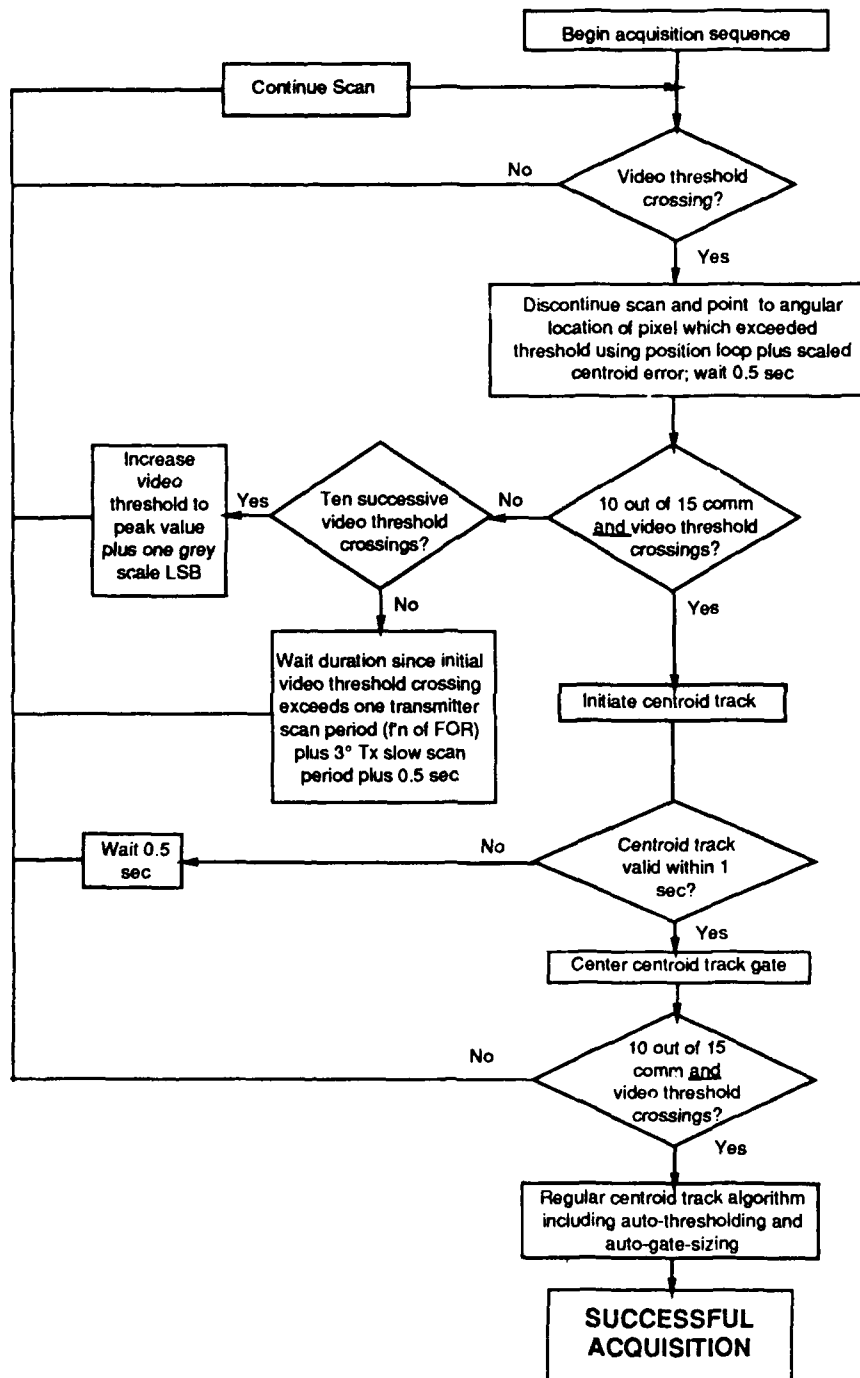 Begin acquisition sequence
Continue Scan
No
Video threshold
crossing?
Yes
Discontinue scan and point to angular
location of pixel which exceeded
threshold using position loop plus scaled
centroid error; wait 0.5 sec
Increase
video
threshold to
peak value
plus one grey
scale LSB
Yes
Ten successive
video threshold
crossings?
No
10 out of 15 comm
and video threshold
crossings?
No
Yes
Wait duration since initial
video threshold crossing
exceeds one transmitter
scan period (f'n of FOR)
plus 3° Tx slow scan
period plus 0.5 sec
Initiate centroid track
Wait 0.5
sec
No
Centroid track
valid within 1
sec?
Yes
Center centroid track gate
No
10 out of 15
comm and
video threshold
crossings?
Yes
Regular centroid track algorithm
including auto-thresholding and
auto-gate-sizing
SUCCESSFUL
ACQUISITION